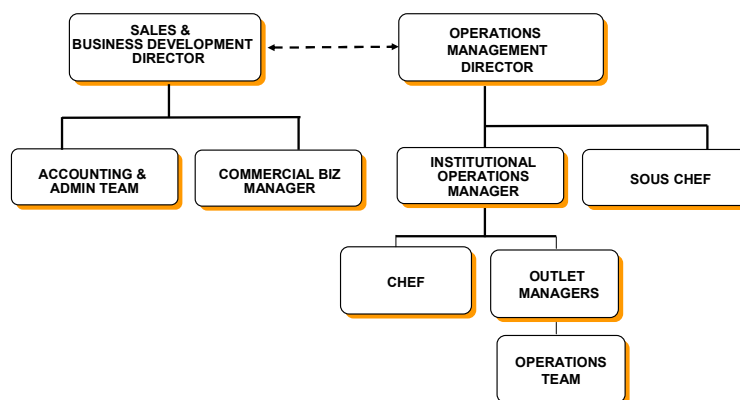 SALES &
BUSINESS DEVELOPMENT
DIRECTOR
OPERATIONS
MANAGEMENT
DIRECTOR
ACCOUNTING &
ADMIN TEAM
COMMERCIAL BIZ
MANAGER
INSTITUTIONAL
OPERATIONS
MANAGER
SOUS CHEF
CHEF
OUTLET
MANAGERS
OPERATIONS
TEAM